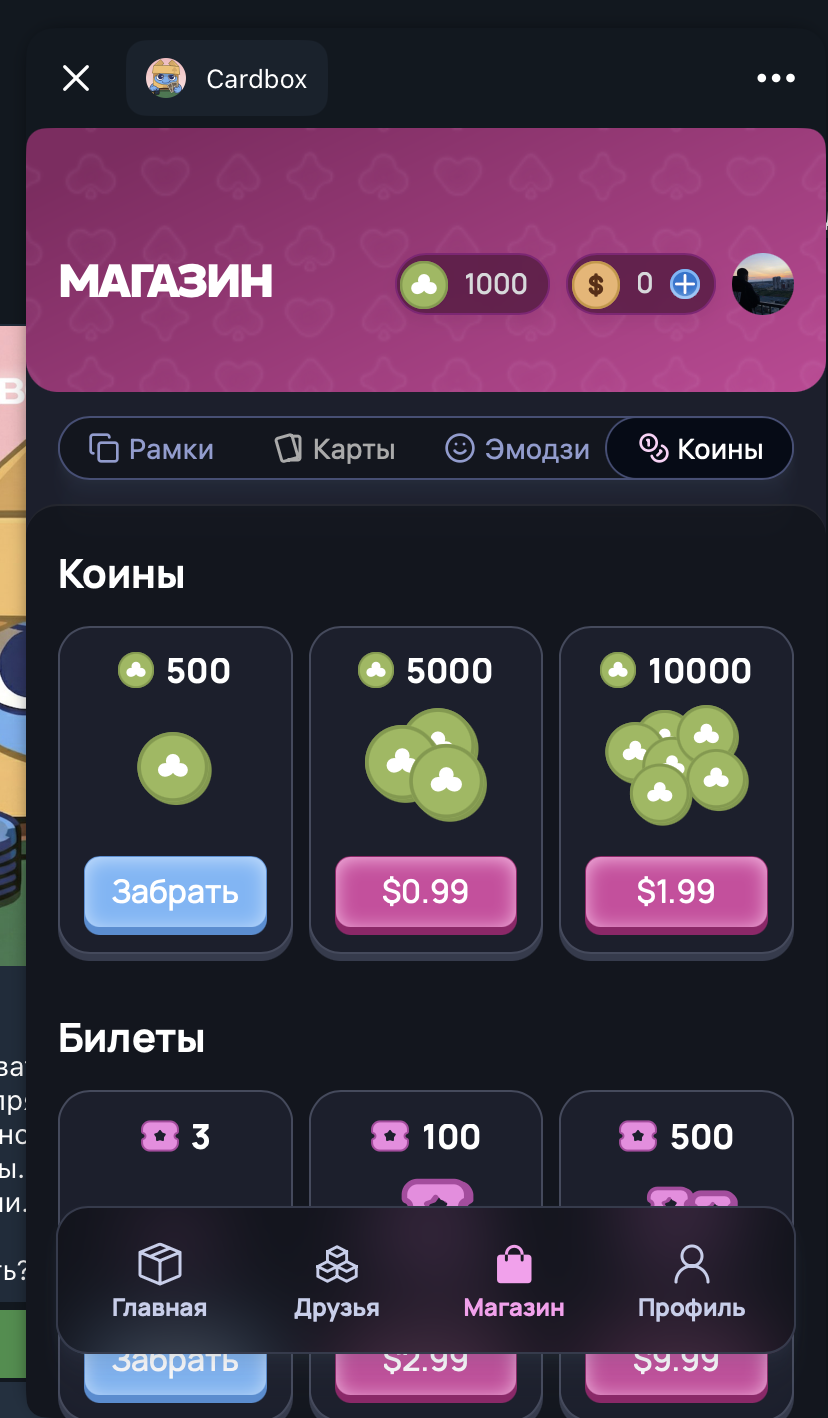 Cardbox
МАГАЗИН
1000
$
0
Рамки
Карты
Эмодзи
Коины
Коины
500
5000
10000
Забрать
$0.99
$1.99
Билеты
3
100
500
Забрать
$2.99
$9.99
Главная
Друзья
Магазин
Профиль